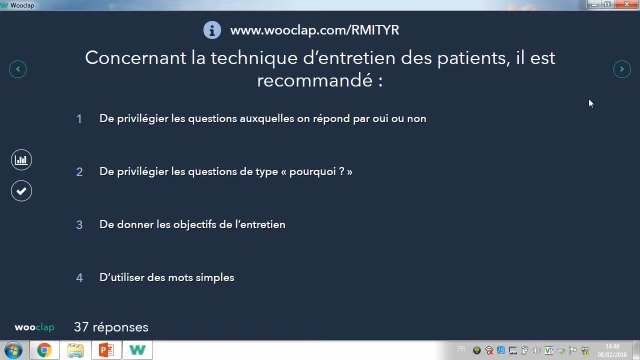 Wooclap
www.wooclap.com/RMITYR
Concernant la technique d'entretien des patients, il est
recommandé :
1 De privilégier les questions auxquelles on répond par oui ou non
2 De privilégier les questions de type « pourquoi ? »
3 De donner les objectifs de l'entretien
4 D'utiliser des mots simples
wooclap 37 réponses
FR